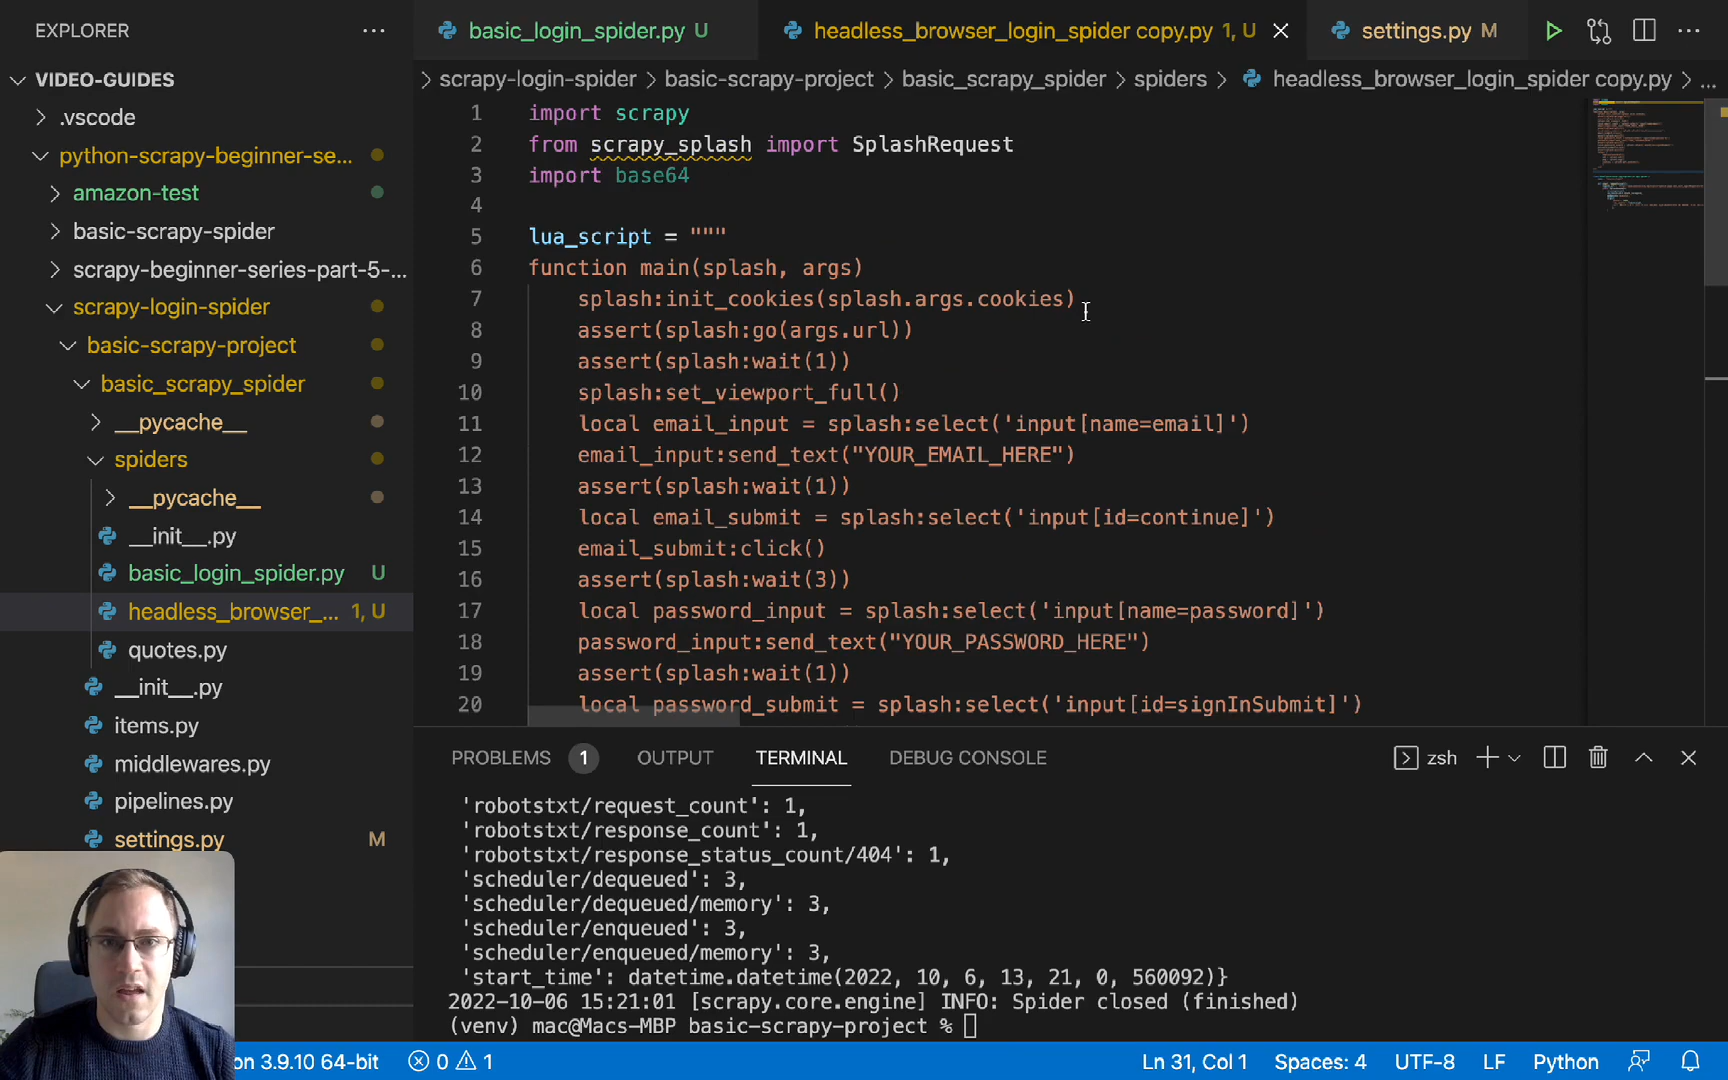 EXPLORER
basic_login_spider.py U
headless_browser_login_spider copy.py 1, U
settings.py M
VIDEO-GUIDES
scrapy-login-spider > basic-scrapy-project > basic_scrapy_spider > spiders > headless_browser_login_spider copy.py > ...
.vscode
python-scrapy-beginner-se...
amazon-test
basic-scrapy-spider
scrapy-beginner-series-part-5-...
scrapy-login-spider
basic-scrapy-project
basic_scrapy_spider
__pycache__
spiders
__pycache__
__init__.py
basic_login_spider.py U
headless_browser_... 1, U
quotes.py
__init__.py
items.py
middlewares.py
pipelines.py
settings.py M
1 import scrapy
2 from scrapy_splash import SplashRequest
3 import base64
4
5 lua_script = """
6 function main(splash, args)
7 splash:init_cookies(splash.args.cookies)
8 assert(splash:go(args.url))
9 assert(splash:wait(1))
10 splash:set_viewport_full()
11 local email_input = splash:select('input[name=email]')
12 email_input:send_text("YOUR_EMAIL_HERE")
13 assert(splash:wait(1))
14 local email_submit = splash:select('input[id=continue]')
15 email_submit:click()
16 assert(splash:wait(3))
17 local password_input = splash:select('input[name=password]')
18 password_input:send_text("YOUR_PASSWORD_HERE")
19 assert(splash:wait(1))
20 local password_submit = splash:select('input[id=signInSubmit]')
PROBLEMS 1 OUTPUT TERMINAL DEBUG CONSOLE zsh
'robotstxt/request_count': 1,
'robotstxt/response_count': 1,
'robotstxt/response_status_count/404': 1,
'scheduler/dequeued': 3,
'scheduler/dequeued/memory': 3,
'scheduler/enqueued': 3,
'scheduler/enqueued/memory': 3,
'start_time': datetime.datetime(2022, 10, 6, 13, 21, 0, 560092)}
2022-10-06 15:21:01 [scrapy.core.engine] INFO: Spider closed (finished)
(venv) mac@Macs-MBP basic-scrapy-project %
on 3.9.10 64-bit 0 1 Ln 31, Col 1 Spaces: 4 UTF-8 LF Python